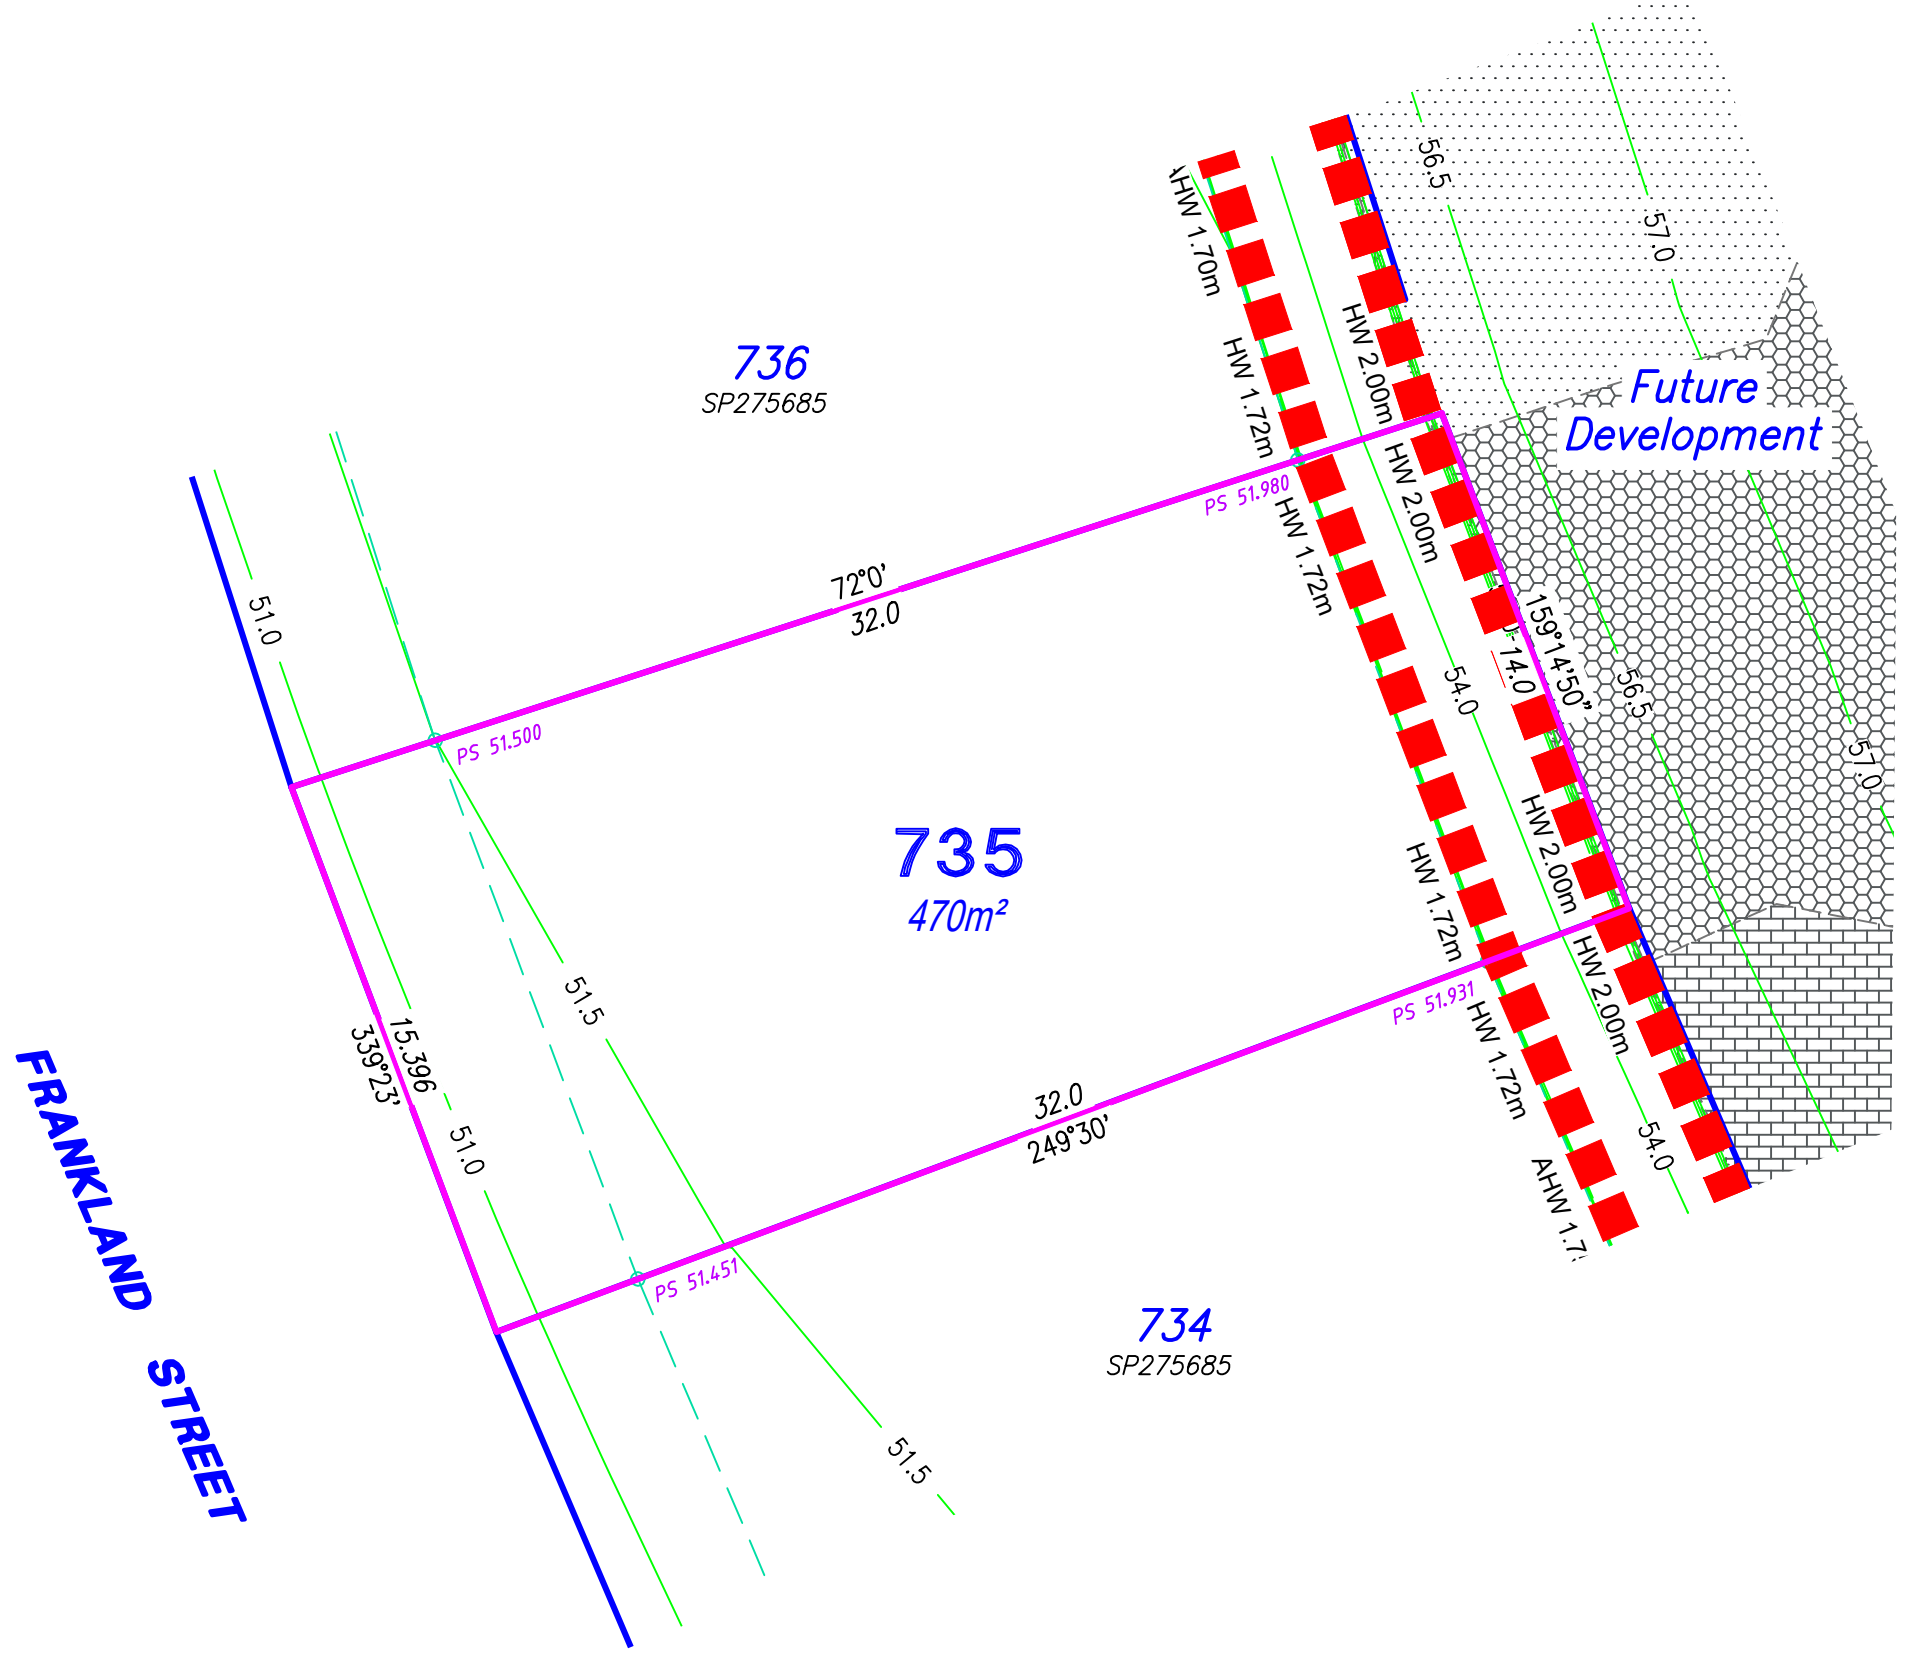 56.5
57.0
HW 1.70m
736
SP275685
HW 1.72m
HW 2.00m
Future
Development
PS 51.980
HW 2.00m
HW 1.72m
72°0'
32.0
51.0
159°14'50"
14.0
54.0
56.5
PS 51.500
57.0
735
470m²
HW 1.72m
HW 2.00m
51.5
PS 51.931
HW 2.00m
HW 1.72m
15.396
339°23'
32.0
249°30'
51.0
54.0
FRANKLAND STREET
PS 51.451
734
SP275685
51.5